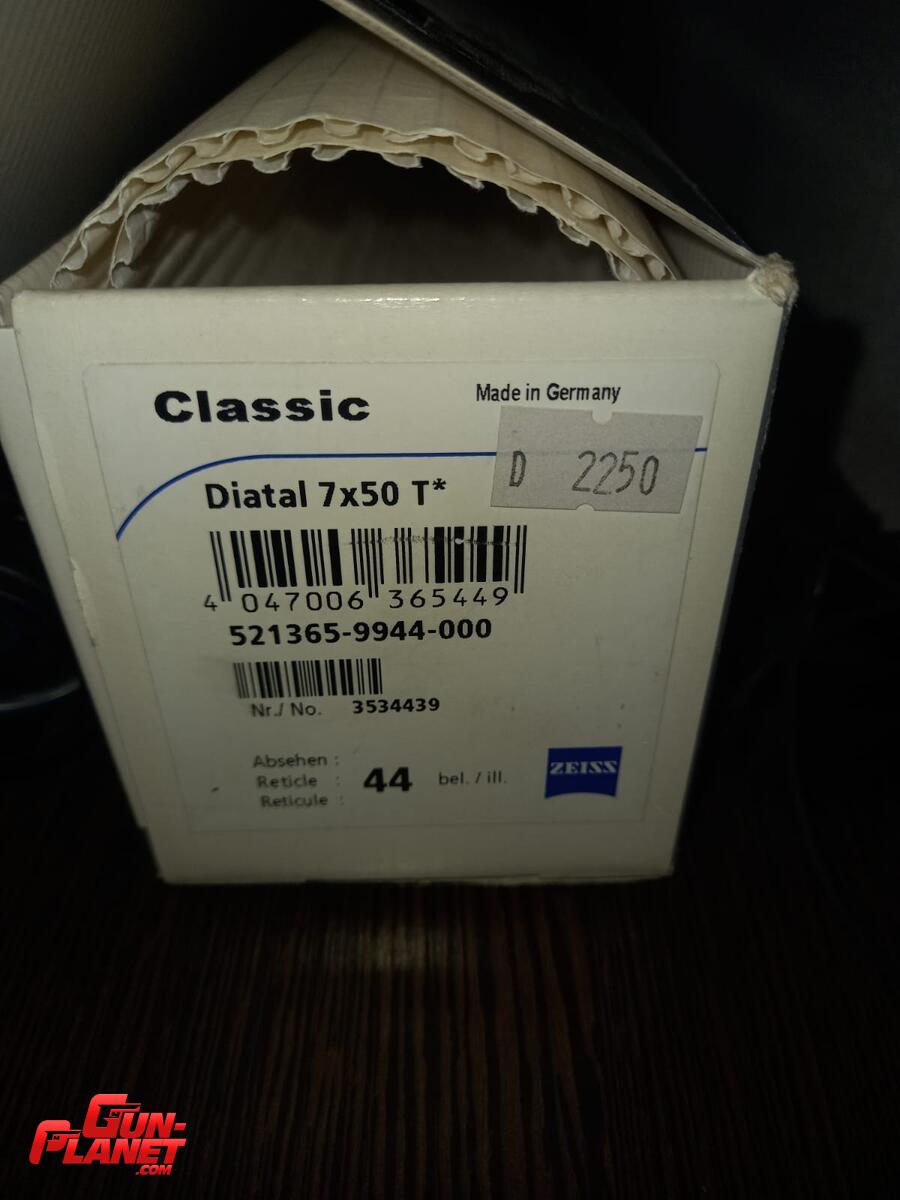 Classic
Made in Germany
D 2250
Diatal 7x50 T*
4 047006 365449
521365-9944-000
Nr./ No. 3534439
Absehen :
Reticle : 44 bel. / ill.
Reticule :
ZEISS
GUN-
PLANET
.COM